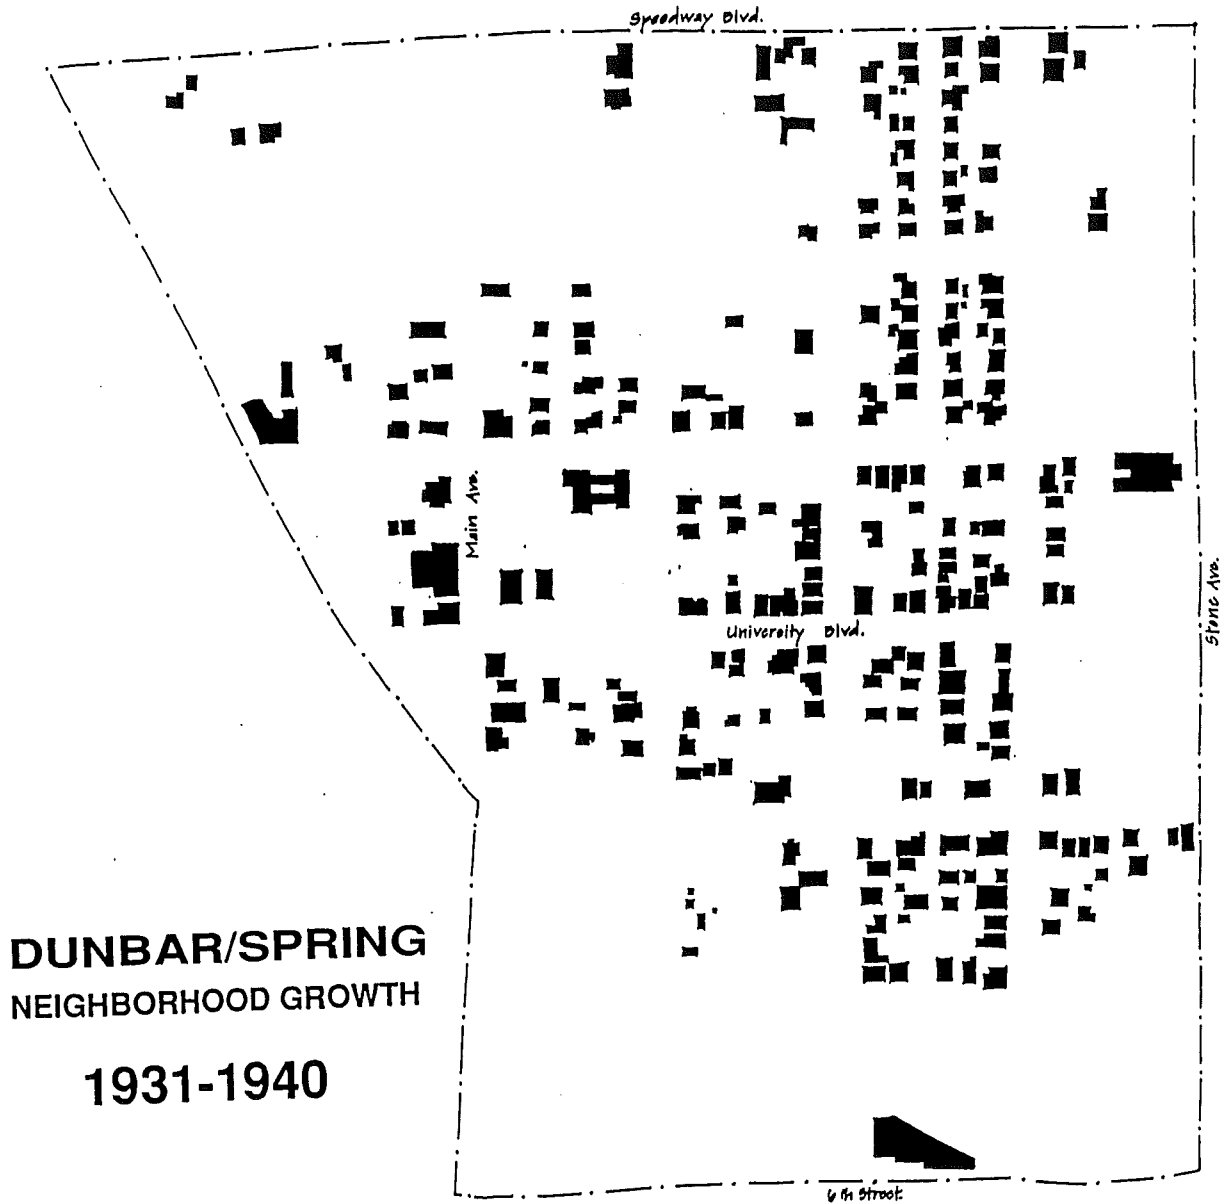 Speedway Blvd.
Main Ave.
University Blvd.
Stone Ave.
DUNBAR/SPRING
NEIGHBORHOOD GROWTH
1931-1940
6th Street